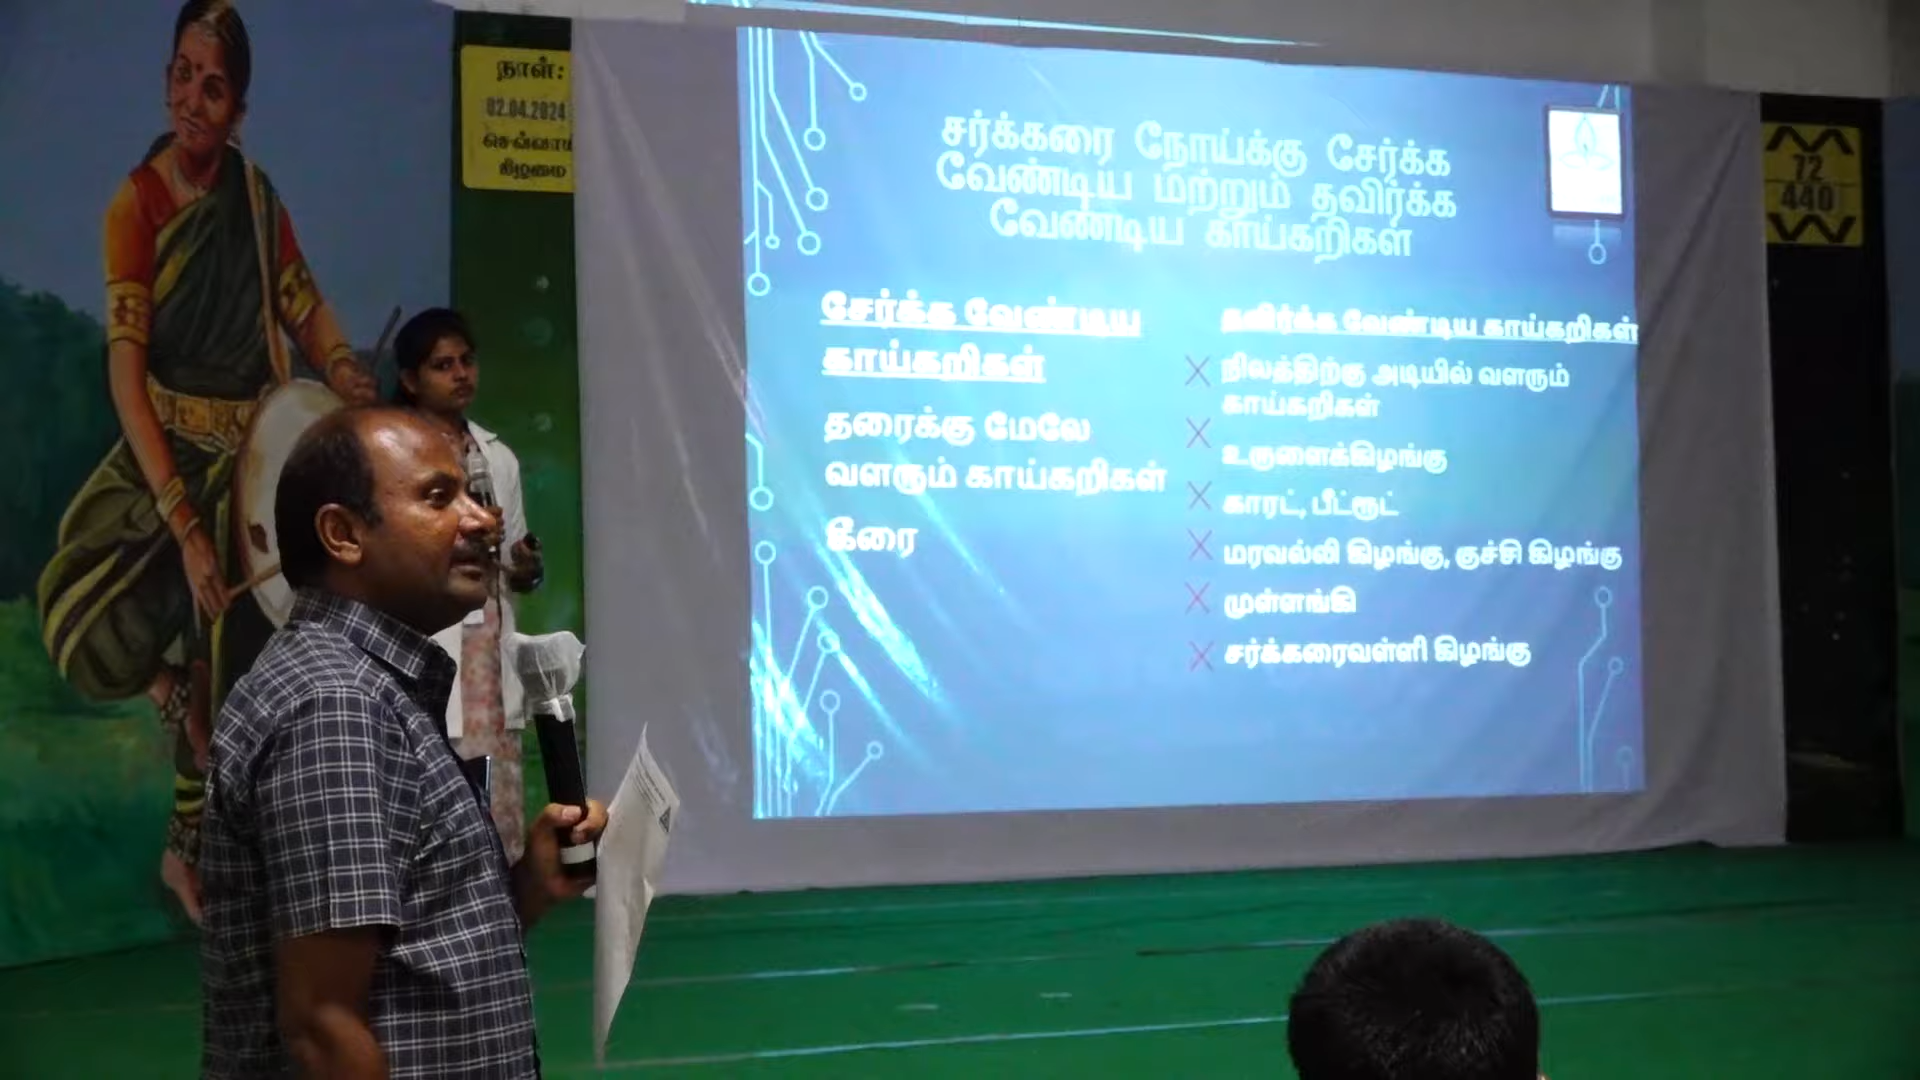 நாள்:
02.04.2024
செவ்வாய்
கிழமை
72
440
சர்க்கரை நோய்க்கு சேர்க்க
வேண்டிய மற்றும் தவிர்க்க
வேண்டிய காய்கறிகள்
சேர்க்க வேண்டிய
காய்கறிகள்
தரைக்கு மேலே
வளரும் காய்கறிகள்
கீரை
தவிர்க்க வேண்டிய காய்கறிகள்
நிலத்திற்கு அடியில் வளரும்
காய்கறிகள்
உருளைக்கிழங்கு
காரட், பீட்ரூட்
மரவல்லி கிழங்கு, குச்சி கிழங்கு
முள்ளங்கி
சர்க்கரைவள்ளி கிழங்கு